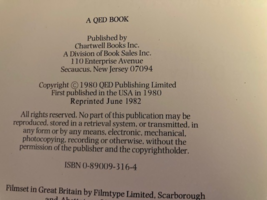 A QED BOOK
Published by
Chartwell Books Inc.
A Division of Book Sales Inc.
110 Enterprise Avenue
Secaucus, New Jersey 07094
Copyright © 1980 QED Publishing Limited
First published in the USA in 1980
Reprinted June 1982
All rights reserved. No part of this publication may be
reproduced, stored in a retrieval system, or transmitted, in
any form or by any means, electronic, mechanical,
photocopying, recording or otherwise, without the
permission of the publisher and the copyrightholder.
ISBN 0-89009-316-4
Filmset in Great Britain by Filmtype Limited, Scarborough
and